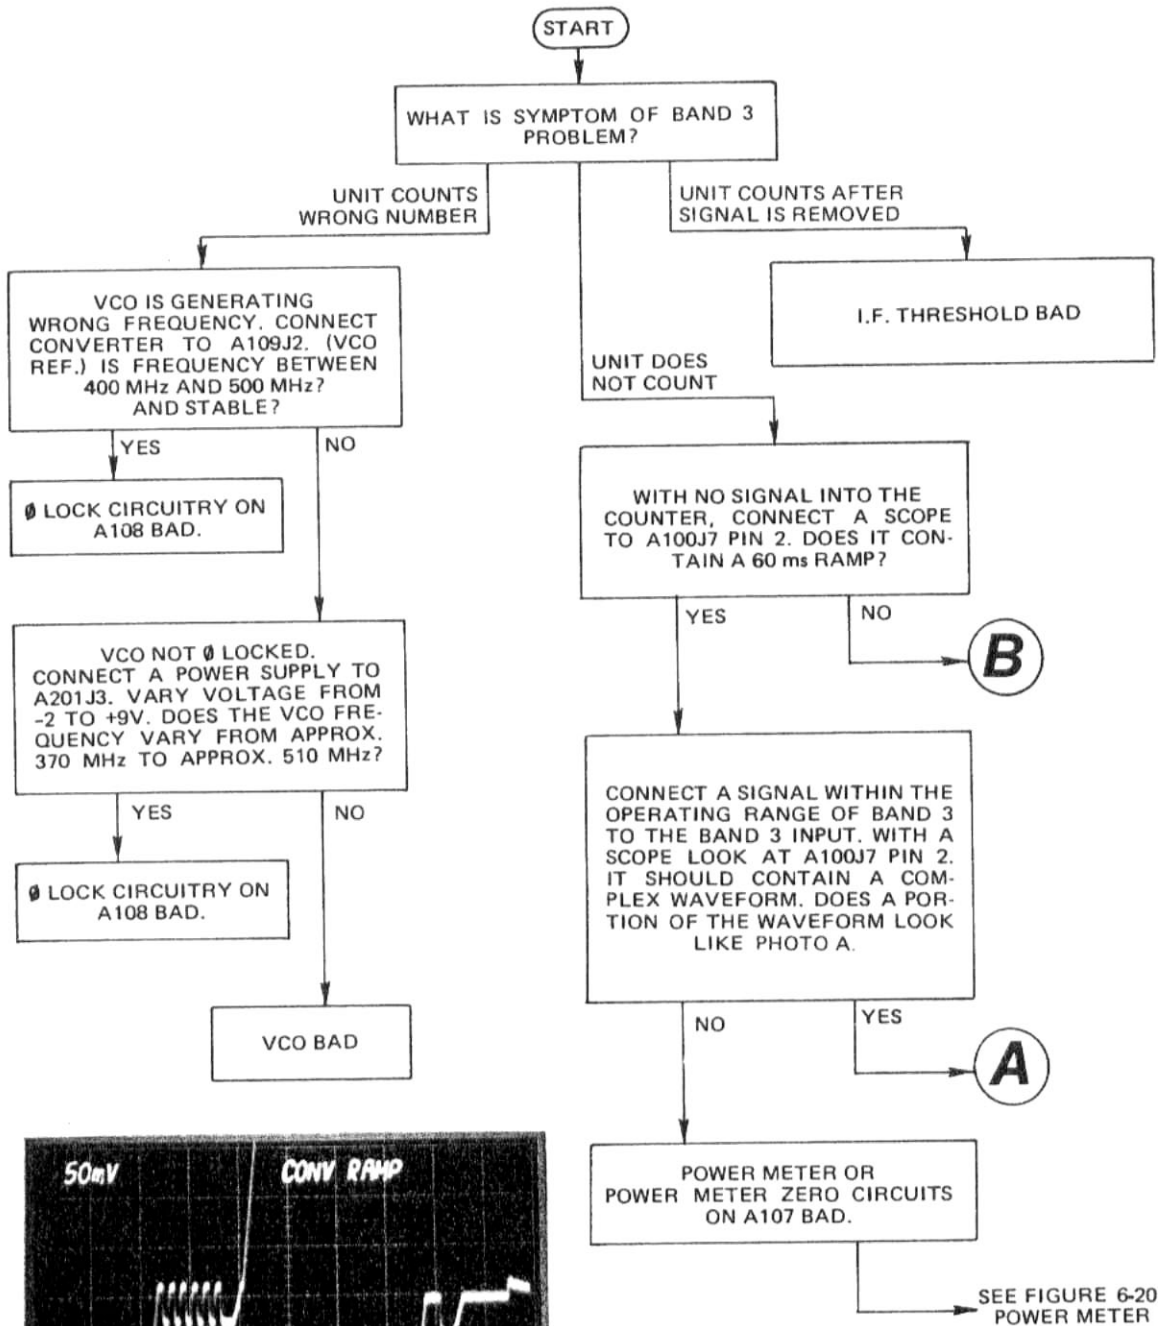 START
WHAT IS SYMPTOM OF BAND 3
PROBLEM?
UNIT COUNTS
WRONG NUMBER
UNIT COUNTS AFTER
SIGNAL IS REMOVED
VCO IS GENERATING
WRONG FREQUENCY. CONNECT
CONVERTER TO A109J2. (VCO
REF.) IS FREQUENCY BETWEEN
400 MHz AND 500 MHz?
AND STABLE?
I.F. THRESHOLD BAD
UNIT DOES
NOT COUNT
YES
NO
Ø LOCK CIRCUITRY ON
A108 BAD.
WITH NO SIGNAL INTO THE
COUNTER, CONNECT A SCOPE
TO A100J7 PIN 2. DOES IT CON-
TAIN A 60 ms RAMP?
YES
NO
B
VCO NOT Ø LOCKED.
CONNECT A POWER SUPPLY TO
A201J3. VARY VOLTAGE FROM
-2 TO +9V. DOES THE VCO FRE-
QUENCY VARY FROM APPROX.
370 MHz TO APPROX. 510 MHz?
YES
NO
Ø LOCK CIRCUITRY ON
A108 BAD.
VCO BAD
CONNECT A SIGNAL WITHIN THE
OPERATING RANGE OF BAND 3
TO THE BAND 3 INPUT. WITH A
SCOPE LOOK AT A100J7 PIN 2.
IT SHOULD CONTAIN A COM-
PLEX WAVEFORM. DOES A POR-
TION OF THE WAVEFORM LOOK
LIKE PHOTO A.
NO
YES
A
POWER METER OR
POWER METER ZERO CIRCUITS
ON A107 BAD.
SEE FIGURE 6-20
POWER METER
50mV
CONV RAMP